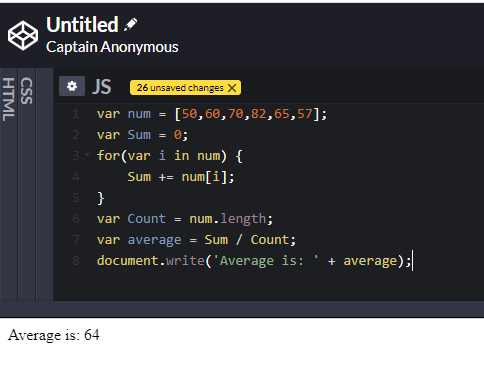 Untitled
Captain Anonymous
HTML
CSS
JS
26 unsaved changes X
1 var num = [50,60,70,82,65,57];
2 var Sum = 0;
3 for(var i in num) {
4     Sum += num[i];
5 }
6 var Count = num.length;
7 var average = Sum / Count;
8 document.write('Average is: ' + average);
Average is: 64